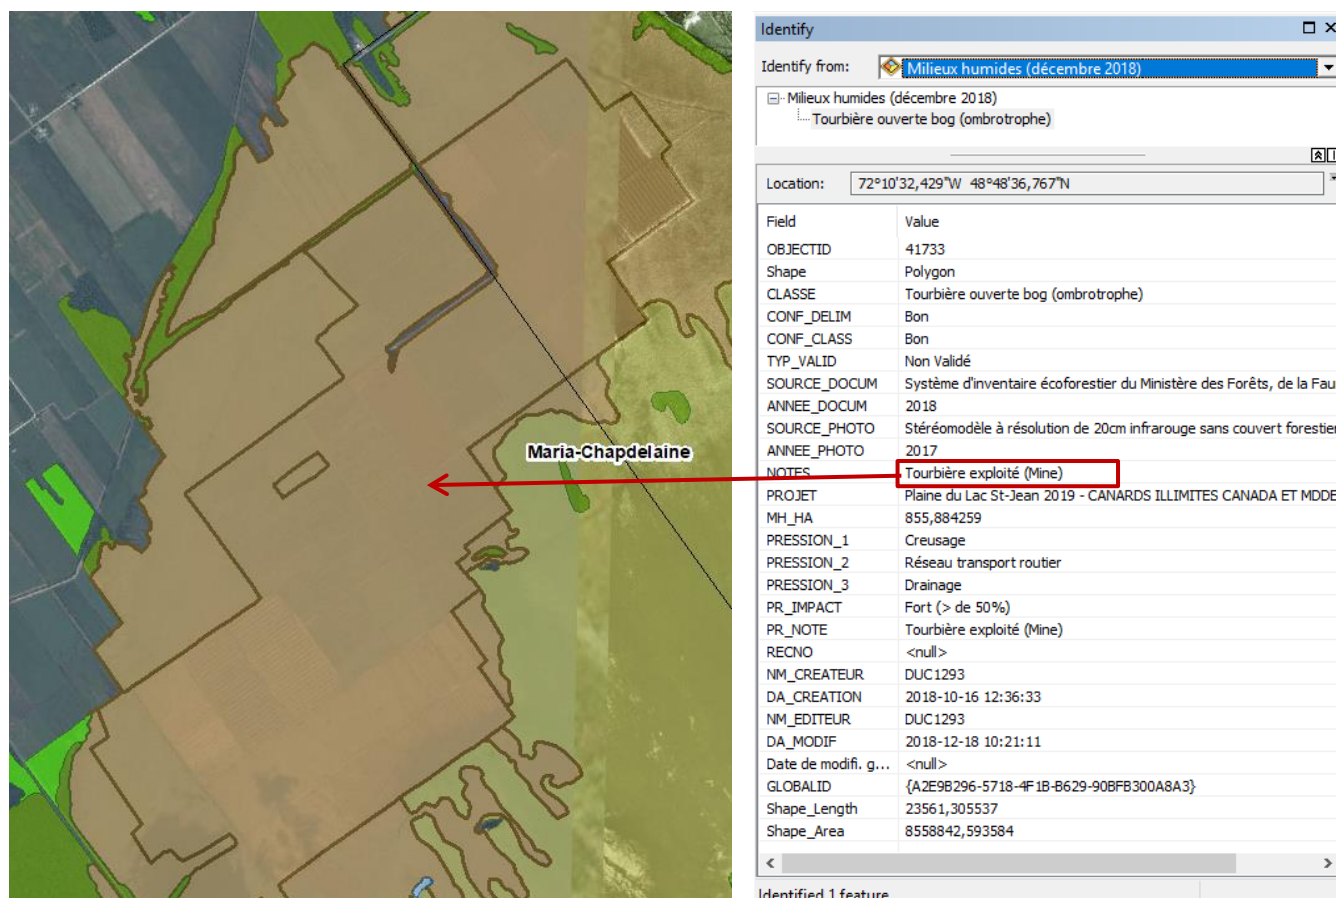 Maria-Chapdelaine
Identify
Identify from: Milieux humides (décembre 2018)
Milieux humides (décembre 2018)
Tourbière ouverte bog (ombrotrophe)
Location: 72°10'32,429"W 48°48'36,767"N
Field Value
OBJECTID 41733
Shape Polygon
CLASSE Tourbière ouverte bog (ombrotrophe)
CONF_DELIM Bon
CONF_CLASS Bon
TYP_VALID Non Validé
SOURCE_DOCUM Système d'inventaire écoforestier du Ministère des Forêts, de la Fau
ANNEE_DOCUM 2018
SOURCE_PHOTO Stéréomodèle à résolution de 20cm infrarouge sans couvert forestier
ANNEE_PHOTO 2017
NOTES Tourbière exploité (Mine)
PROJET Plaine du Lac St-Jean 2019 - CANARDS ILLIMITES CANADA ET MDDE
MH_HA 855,884259
PRESSION_1 Creusage
PRESSION_2 Réseau transport routier
PRESSION_3 Drainage
PR_IMPACT Fort (> de 50%)
PR_NOTE Tourbière exploité (Mine)
RECNO <null>
NM_CREATEUR DUC1293
DA_CREATION 2018-10-16 12:36:33
NM_EDITEUR DUC1293
DA_MODIF 2018-12-18 10:21:11
Date de modifi. g... <null>
GLOBALID {A2E9B296-5718-4F1B-B629-90BFB300A8A3}
Shape_Length 23561,305537
Shape_Area 8558842,593584
Identified 1 feature